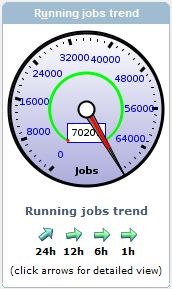 Running jobs trend
32000 40000
24000 48000
16000 56000
8000 7020 64000
0
Jobs
Running jobs trend
24h 12h 6h 1h
(click arrows for detailed view)